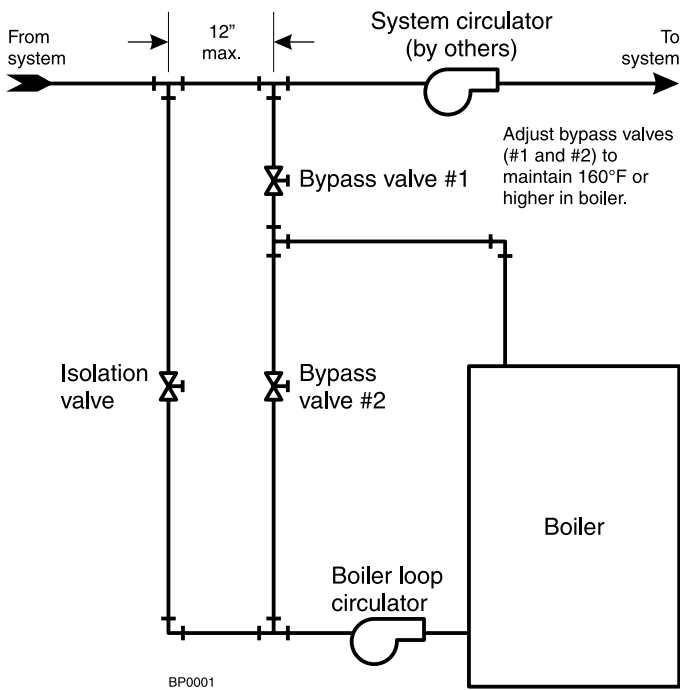 From
system
12”
max.
System circulator
(by others)
To
system
Adjust bypass valves
(#1 and #2) to
maintain 160°F or
higher in boiler.
Bypass valve #1
Isolation
valve
Bypass
valve #2
Boiler
Boiler loop
circulator
BP0001